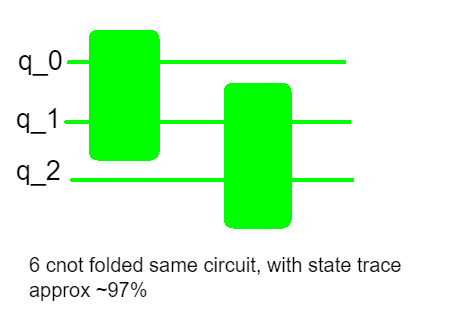 q_0
q_1
q_2
6 cnot folded same circuit, with state trace
approx ~97%